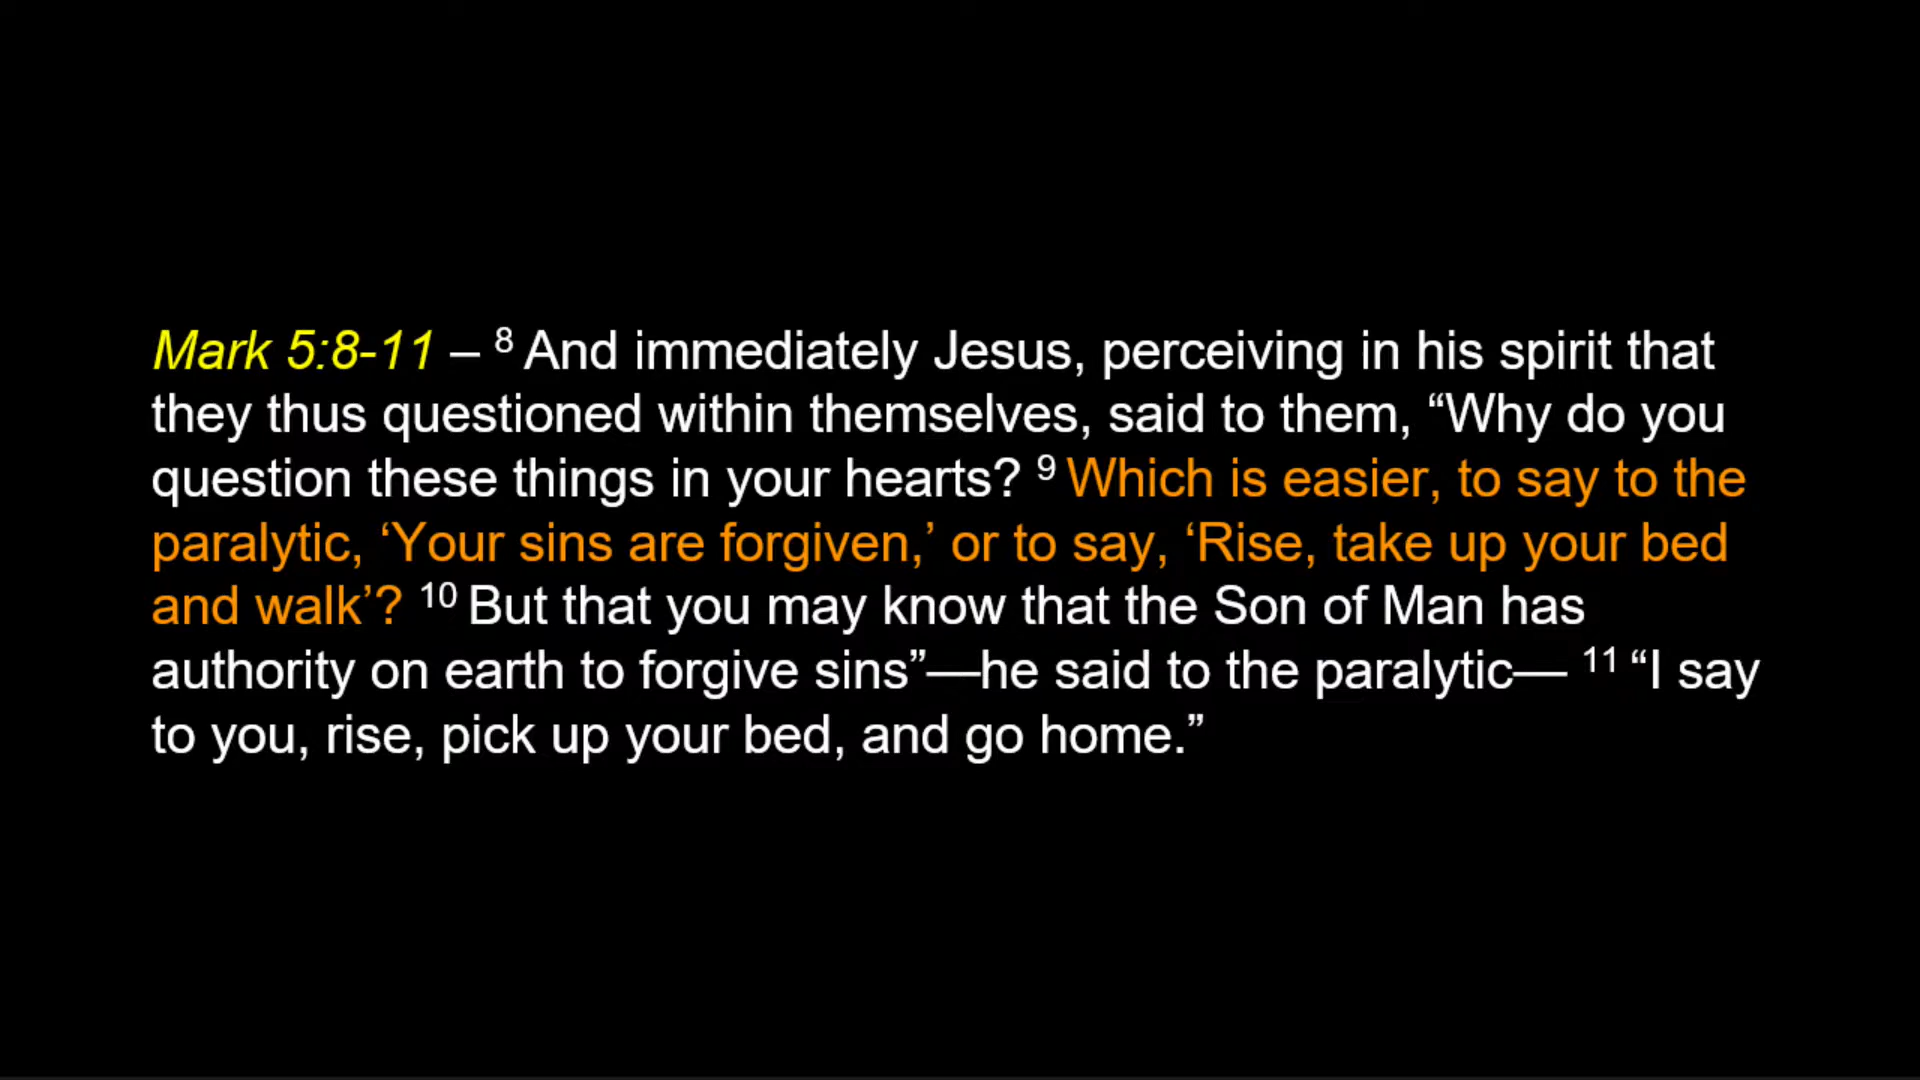 Mark 5:8-11 – ⁸ And immediately Jesus, perceiving in his spirit that
they thus questioned within themselves, said to them, “Why do you
question these things in your hearts? ⁹ Which is easier, to say to the
paralytic, ‘Your sins are forgiven,’ or to say, ‘Rise, take up your bed
and walk’? ¹⁰ But that you may know that the Son of Man has
authority on earth to forgive sins”—he said to the paralytic— ¹¹ “I say
to you, rise, pick up your bed, and go home.”